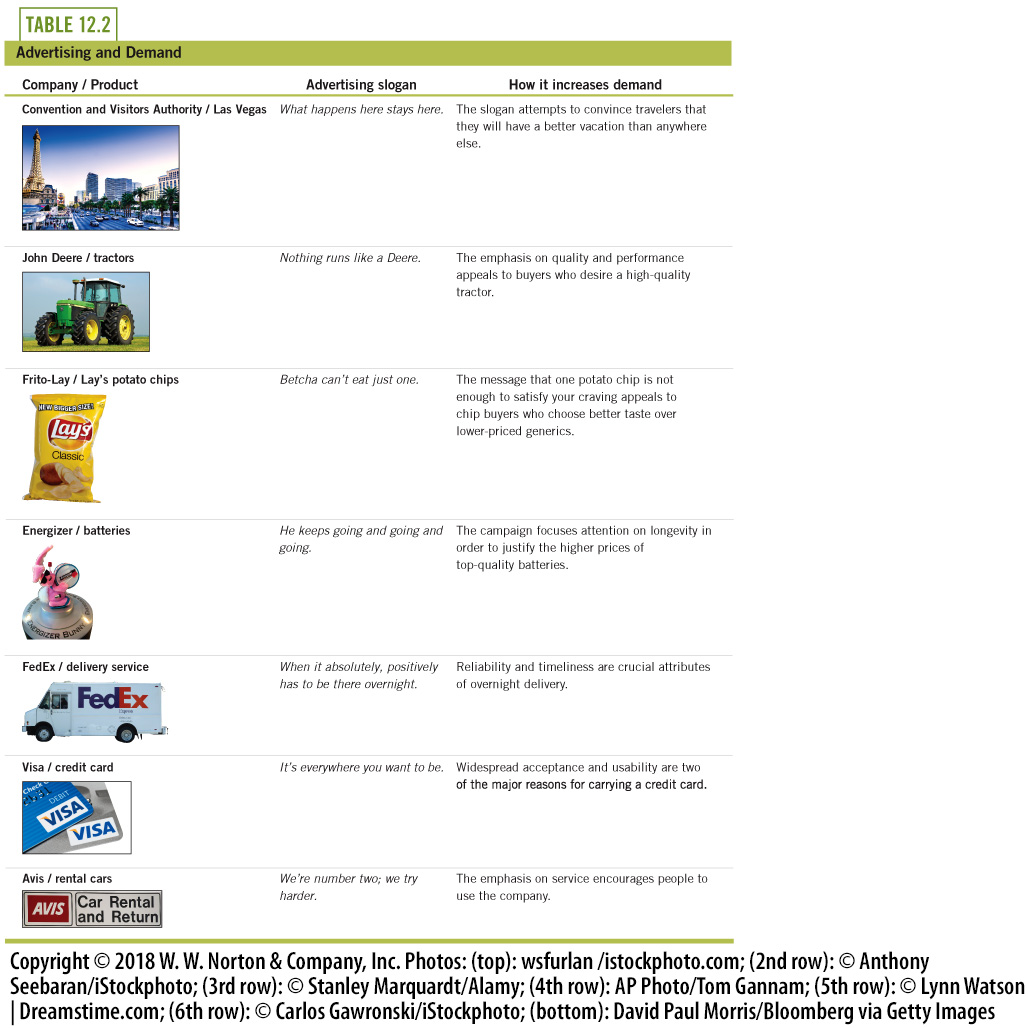 TABLE 12.2
Advertising and Demand
Company / Product Advertising slogan How it increases demand
Convention and Visitors Authority / Las Vegas What happens here stays here. The slogan attempts to convince travelers that
they will have a better vacation than anywhere
else.
John Deere / tractors Nothing runs like a Deere. The emphasis on quality and performance
appeals to buyers who desire a high-quality
tractor.
Frito-Lay / Lay's potato chips Betcha can't eat just one. The message that one potato chip is not
enough to satisfy your craving appeals to
chip buyers who choose better taste over
lower-priced generics.
NEW BIGGER SIZE!
Lay's
Classic
Energizer / batteries He keeps going and going and The campaign focuses attention on longevity in
going. order to justify the higher prices of
top-quality batteries.
ENERGIZER BUNNY
FedEx / delivery service When it absolutely, positively Reliability and timeliness are crucial attributes
has to be there overnight. of overnight delivery.
FedEx
Express
Visa / credit card It's everywhere you want to be. Widespread acceptance and usability are two
of the major reasons for carrying a credit card.
DEBIT
VISA
VISA
Avis / rental cars We're number two; we try The emphasis on service encourages people to
harder. use the company.
AVIS Car Rental
and Return
Copyright © 2018 W. W. Norton & Company, Inc. Photos: (top): wsfurlan /istockphoto.com; (2nd row): © Anthony
Seebaran/iStockphoto; (3rd row): © Stanley Marquardt/Alamy; (4th row): AP Photo/Tom Gannam; (5th row): © Lynn Watson
| Dreamstime.com; (6th row): © Carlos Gawronski/iStockphoto; (bottom): David Paul Morris/Bloomberg via Getty Images